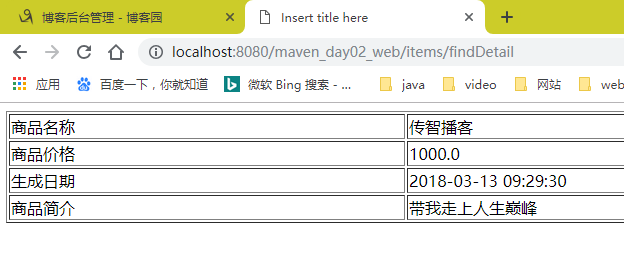 博客后台管理 - 博客园
Insert title here
localhost:8080/maven_day02_web/items/findDetail
应用 百度一下，你就知道 微软 Bing 搜索 - ... java video 网站 web
商品名称 传智播客
商品价格 1000.0
生成日期 2018-03-13 09:29:30
商品简介 带我走上人生巅峰